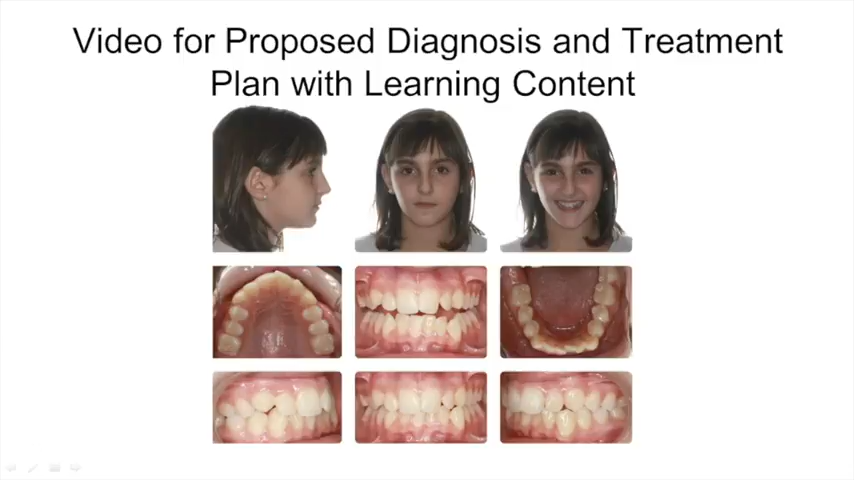 Video for Proposed Diagnosis and Treatment
Plan with Learning Content